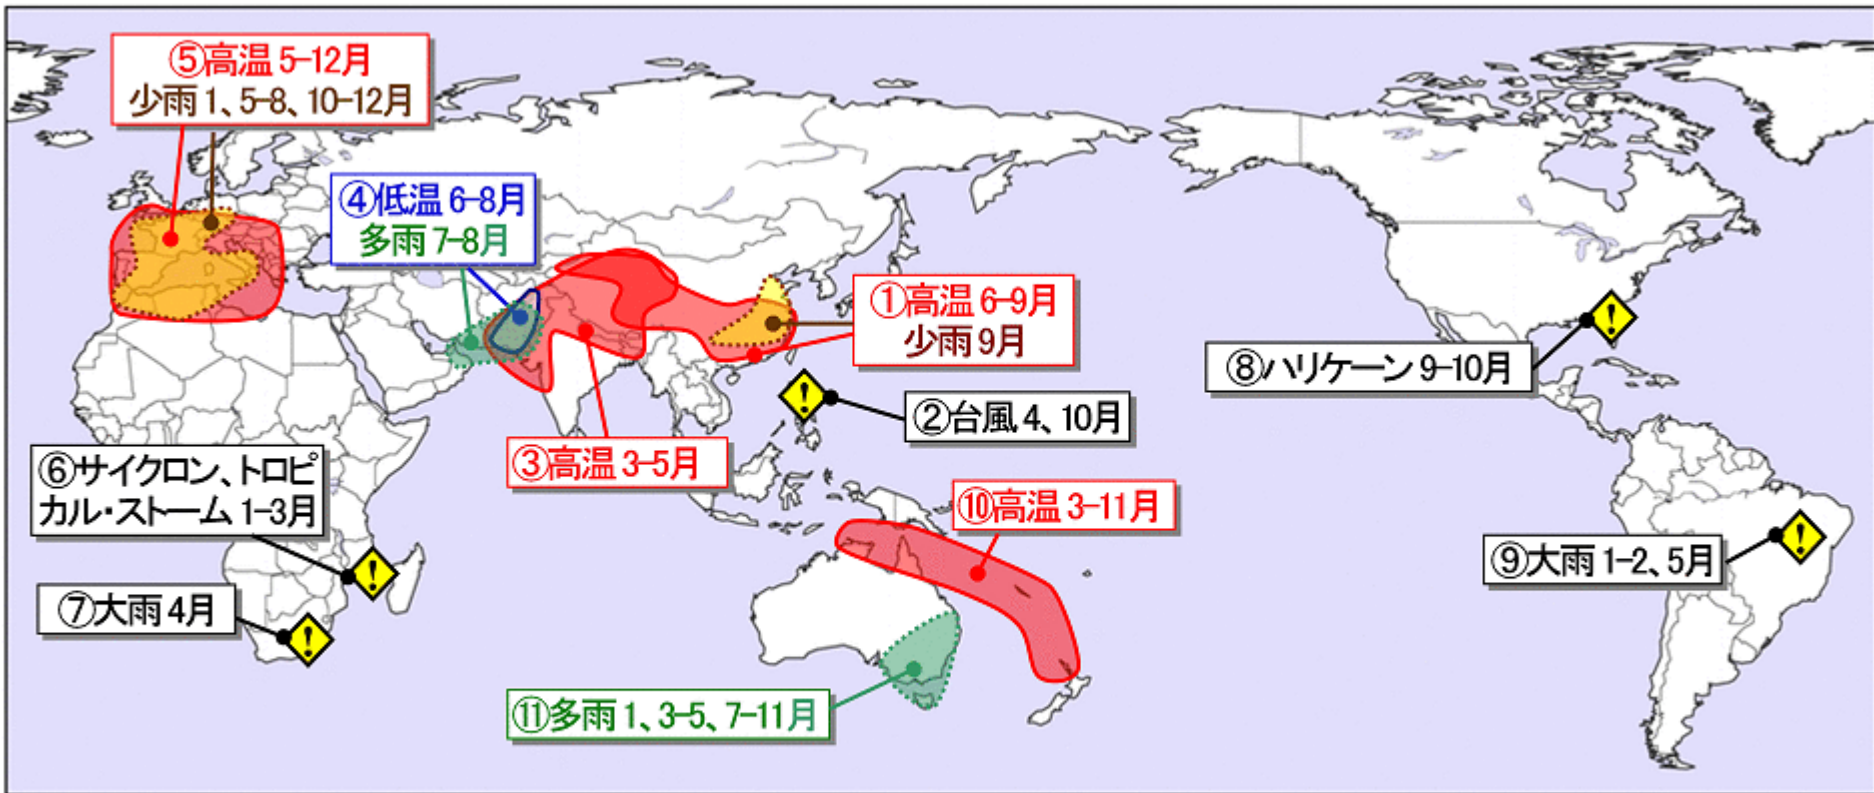 ⑤高温 5-12月
少雨 1、5-8、10-12月
④低温 6-8月
多雨 7-8月
①高温 6-9月
少雨 9月
②台風 4、10月
③高温 3-5月
⑥サイクロン、トロピ
カル・ストーム 1-3月
⑦大雨 4月
⑧ハリケーン 9-10月
⑨大雨 1-2、5月
⑩高温 3-11月
⑪多雨 1、3-5、7-11月